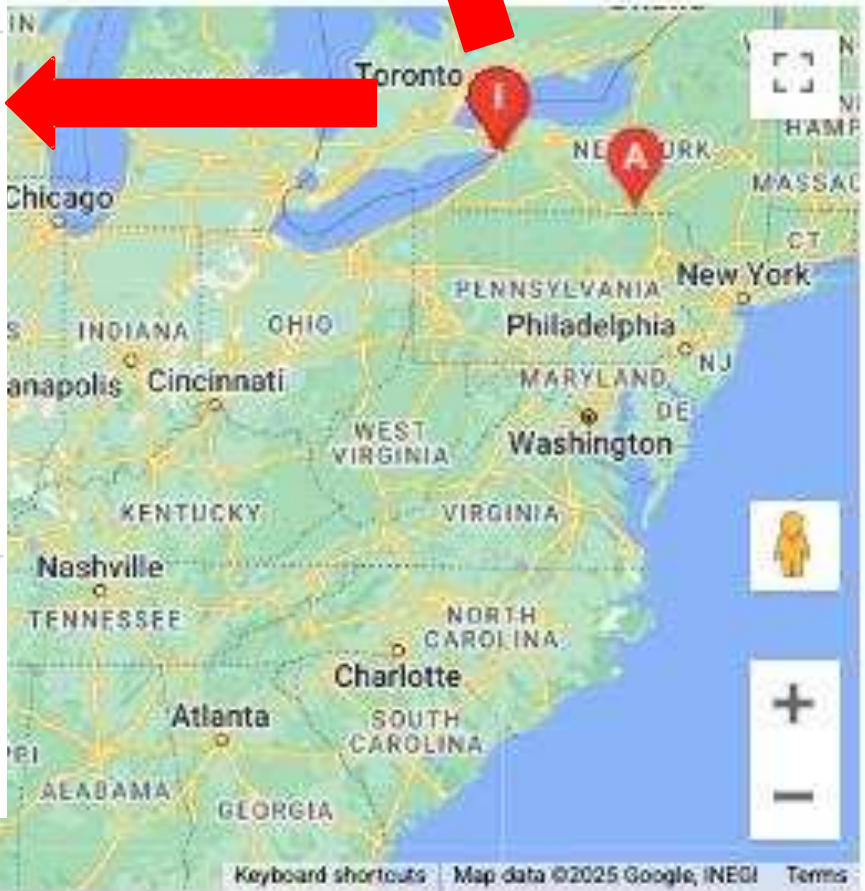 IN
Toronto
NEW YORK
A
HAMP
MASSAC
Chicago
CT
New York
PENNSYLVANIA
INDIANA
OHIO
Philadelphia
NJ
anapolis
Cincinnati
MARYLAND
DE
WEST
VIRGINIA
Washington
KENTUCKY
VIRGINIA
Nashville
TENNESSEE
NORTH
CAROLINA
Charlotte
Atlanta
SOUTH
CAROLINA
ALABAMA
GEORGIA
Keyboard shortcuts
Map data ©2025 Google, INEGI
Terms